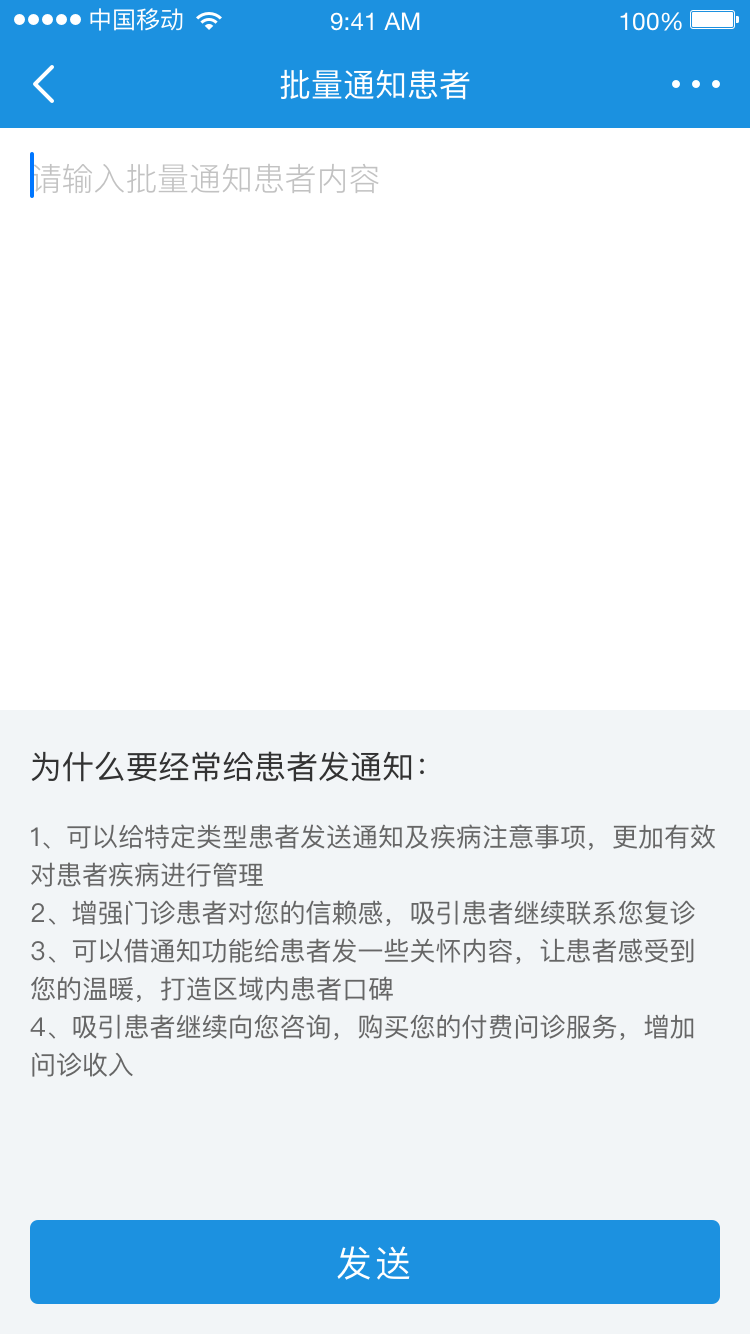 中国移动 9:41 AM 100%
批量通知患者
请输入批量通知患者内容
为什么要经常给患者发通知：
1、可以给特定类型患者发送通知及疾病注意事项，更加有效
对患者疾病进行管理
2、增强门诊患者对您的信赖感，吸引患者继续联系您复诊
3、可以借通知功能给患者发一些关怀内容，让患者感受到
您的温暖，打造区域内患者口碑
4、吸引患者继续向您咨询，购买您的付费问诊服务，增加
问诊收入
发送